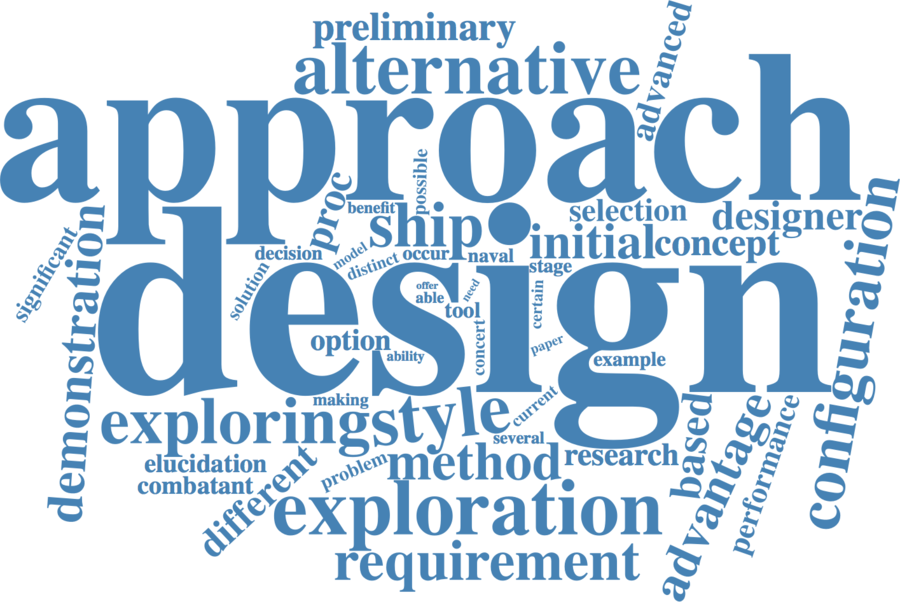 preliminary
advanced
alternative
approach
possible
proc
benefit
ship
selection
designer
significant
demonstration
decision
model
distinct
occur
naval
initial
concept
configuration
solution
design
offer
able
need
stage
certain
tool
option
ability
concert
paper
example
making
exploring
style
current
several
elucidation
combatant
different
problem
method
research
based
advantage
performance
exploration
requirement